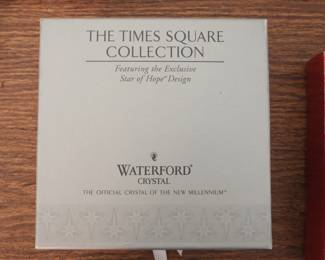 THE TIMES SQUARE
COLLECTION
Featuring the Exclusive
Star of Hope® Design
WATERFORD®
CRYSTAL
THE OFFICIAL CRYSTAL OF THE NEW MILLENNIUM™